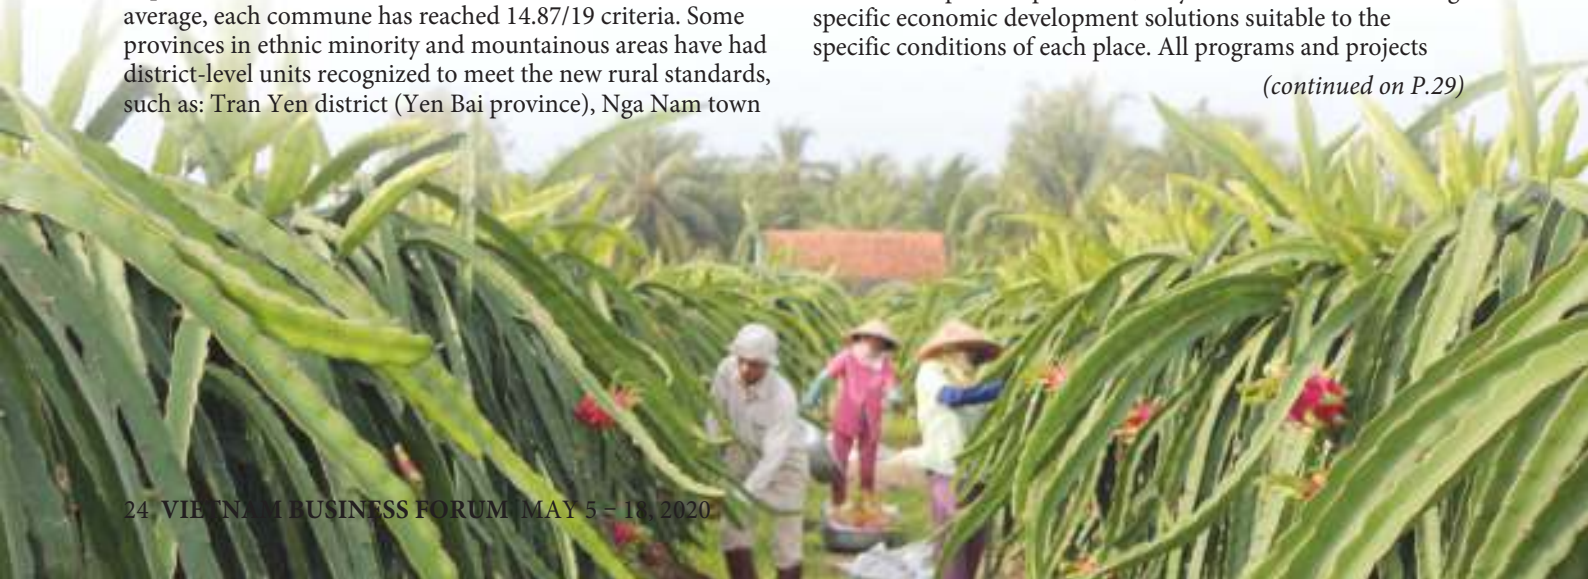 average, each commune has reached 14.87/19 criteria. Some
provinces in ethnic minority and mountainous areas have had
district-level units recognized to meet the new rural standards,
such as: Tran Yen district (Yen Bai province), Nga Nam town
specific economic development solutions suitable to the
specific conditions of each place. All programs and projects
(continued on P.29)
24 VIETNAM BUSINESS FORUM MAY 5 – 18, 2020